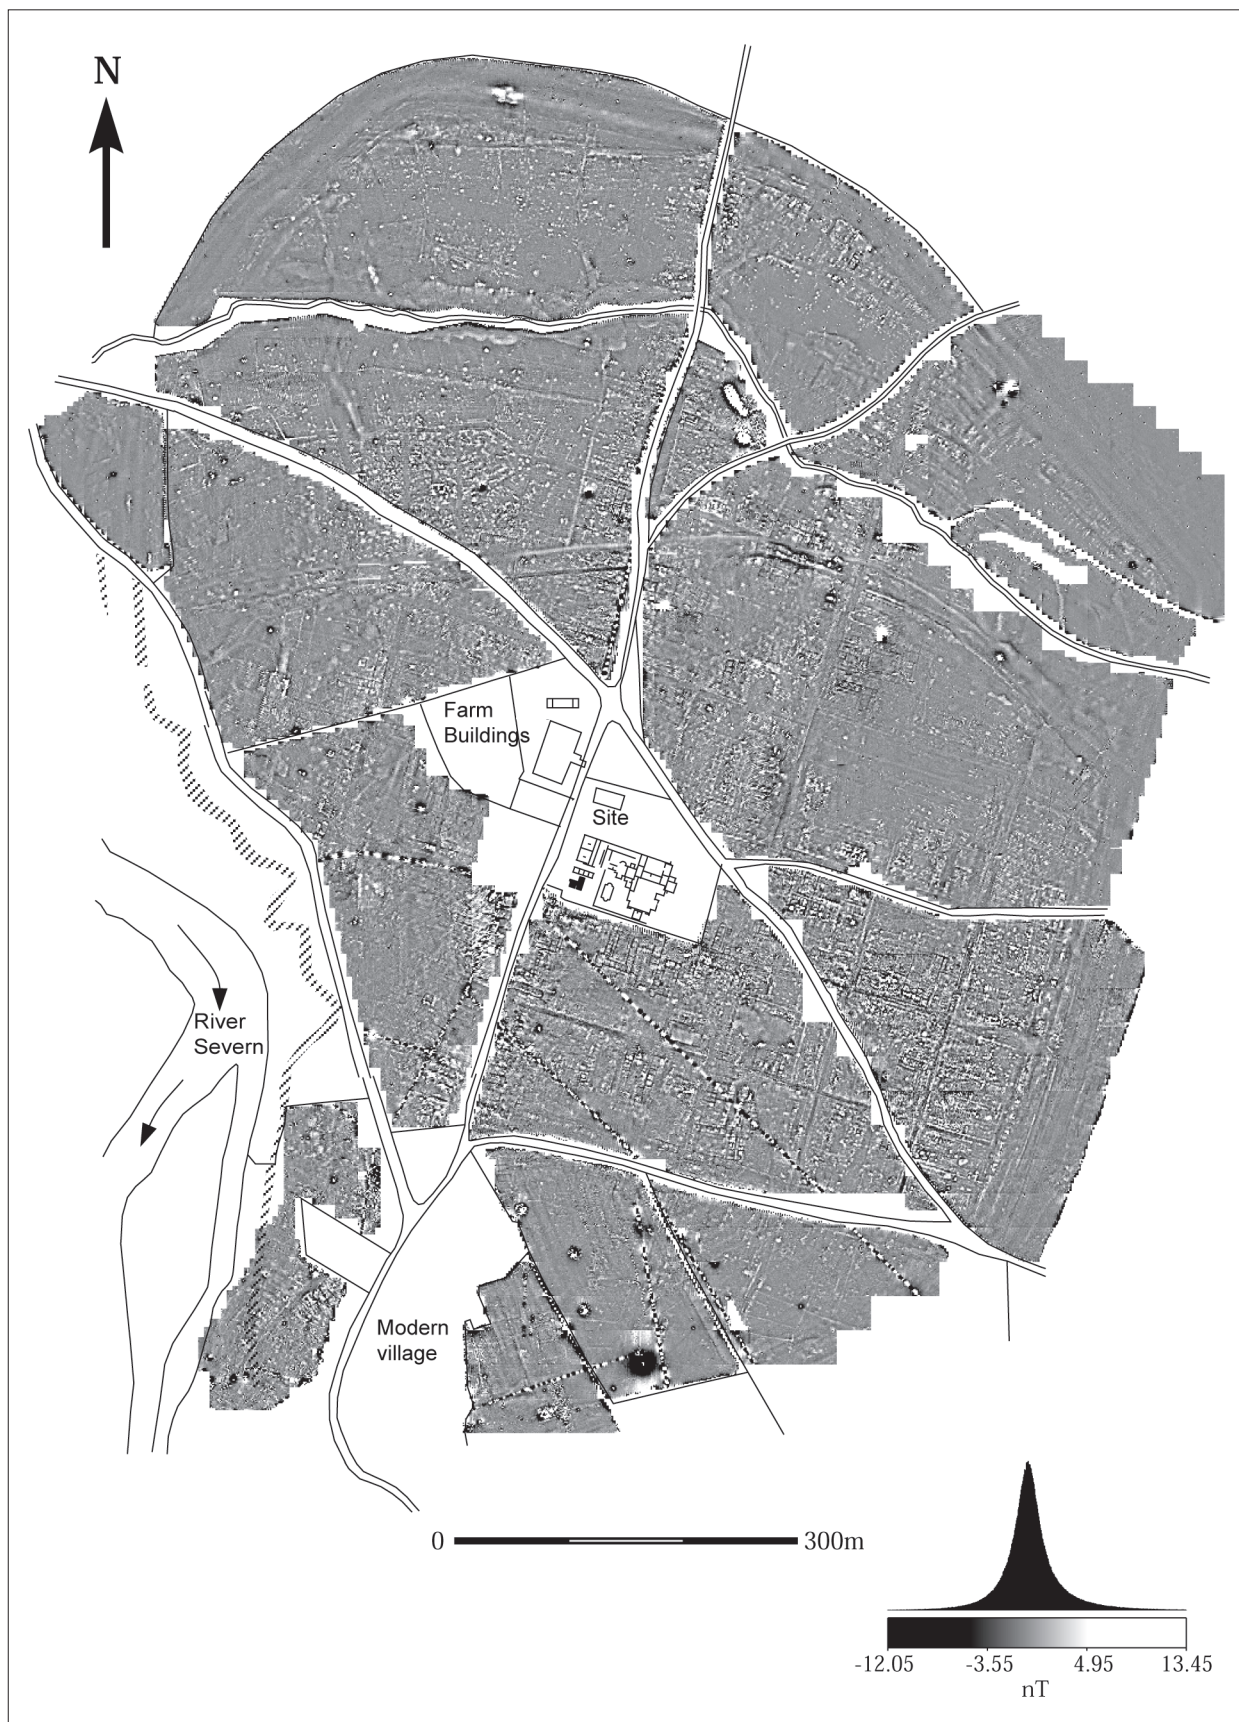 N
Farm
Buildings
Site
River
Severn
Modern
village
0 300m
-12.05 -3.55 4.95 13.45
nT